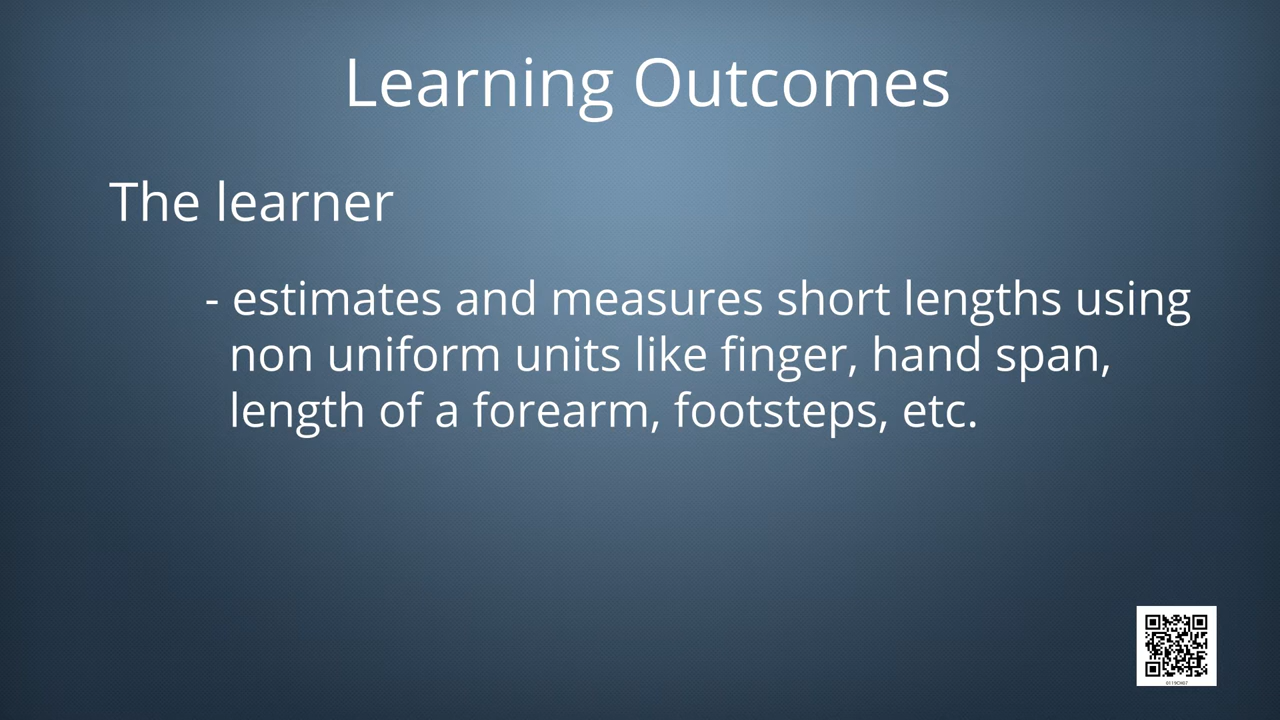 Learning Outcomes
The learner
- estimates and measures short lengths using
non uniform units like finger, hand span,
length of a forearm, footsteps, etc.
0119CH07